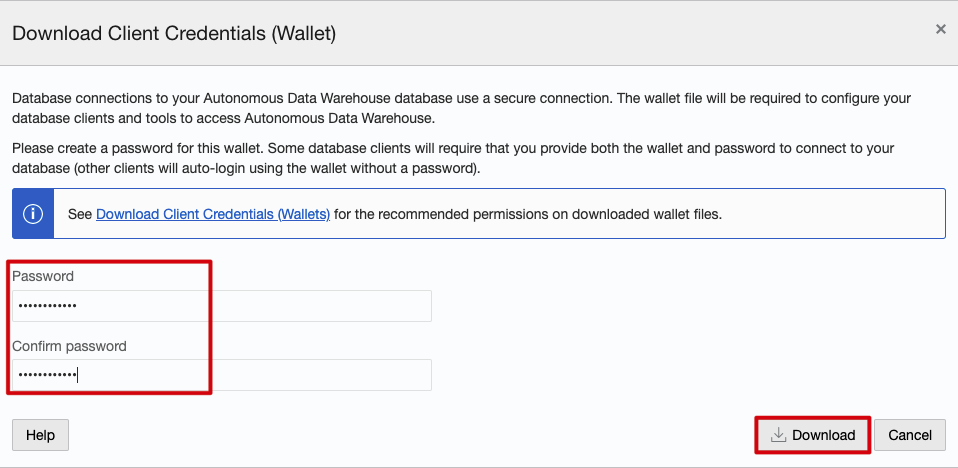 Download Client Credentials (Wallet)
×
Database connections to your Autonomous Data Warehouse database use a secure connection. The wallet file will be required to configure your
database clients and tools to access Autonomous Data Warehouse.
Please create a password for this wallet. Some database clients will require that you provide both the wallet and password to connect to your
database (other clients will auto-login using the wallet without a password).
See Download Client Credentials (Wallets) for the recommended permissions on downloaded wallet files.
Password
••••••••••••
Confirm password
••••••••••••
Help
Download
Cancel